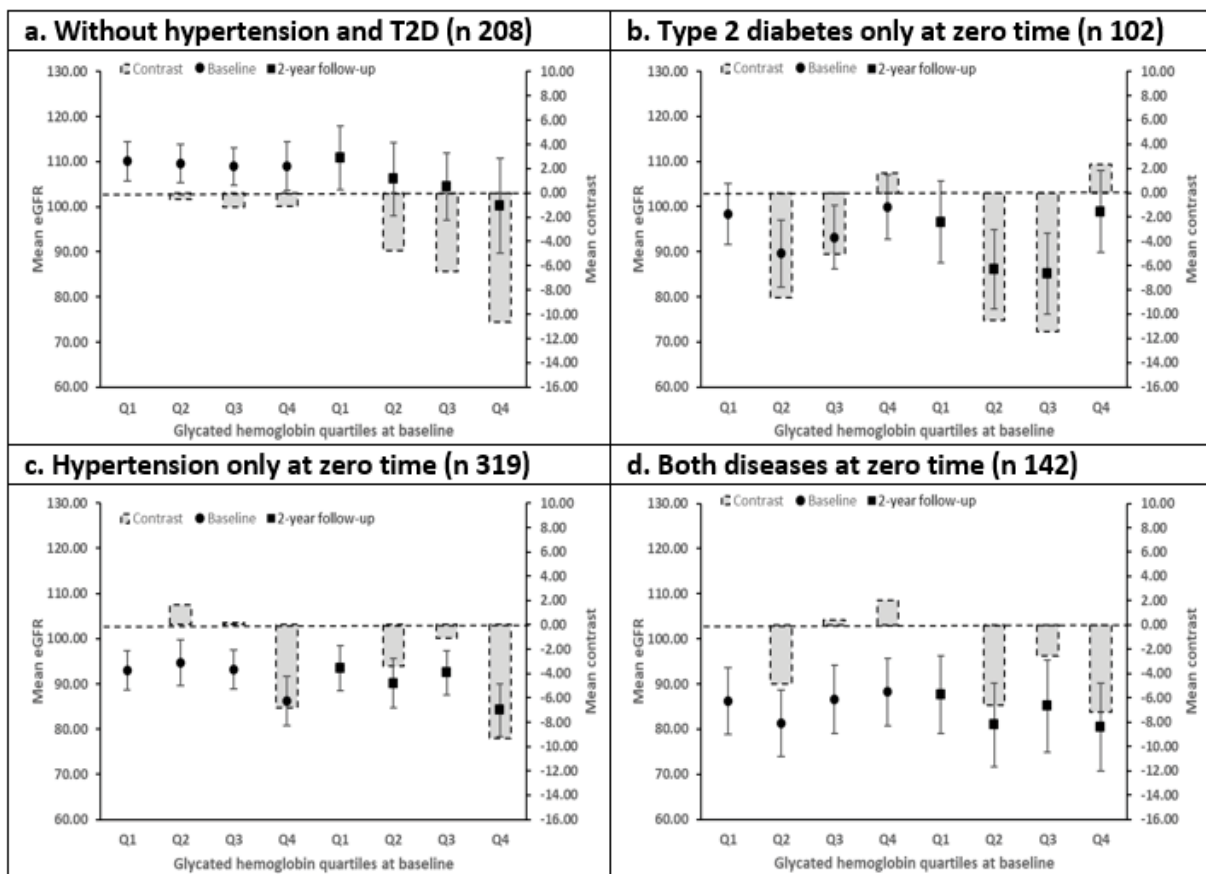 a. Without hypertension and T2D (n 208)
Contrast Baseline 2-year follow-up
130.00 10.00
8.00
120.00 6.00
4.00
110.00 2.00
0.00
100.00 -2.00
-4.00
90.00 -6.00
-8.00
80.00 -10.00
70.00 -12.00
-14.00
60.00 -16.00
Mean eGFR
Mean contrast
Q1 Q2 Q3 Q4 Q1 Q2 Q3 Q4
Glycated hemoglobin quartiles at baseline
b. Type 2 diabetes only at zero time (n 102)
Contrast Baseline 2-year follow-up
130.00 10.00
8.00
120.00 6.00
4.00
110.00 2.00
0.00
100.00 -2.00
-4.00
90.00 -6.00
-8.00
80.00 -10.00
70.00 -12.00
-14.00
60.00 -16.00
Mean eGFR
Mean contrast
Q1 Q2 Q3 Q4 Q1 Q2 Q3 Q4
Glycated hemoglobin quartiles at baseline
c. Hypertension only at zero time (n 319)
Contrast Baseline 2-year follow-up
130.00 10.00
8.00
120.00 6.00
4.00
110.00 2.00
0.00
100.00 -2.00
-4.00
90.00 -6.00
-8.00
80.00 -10.00
70.00 -12.00
-14.00
60.00 -16.00
Mean eGFR
Mean contrast
Q1 Q2 Q3 Q4 Q1 Q2 Q3 Q4
Glycated hemoglobin quartiles at baseline
d. Both diseases at zero time (n 142)
Contrast Baseline 2-year follow-up
130.00 10.00
8.00
120.00 6.00
4.00
110.00 2.00
0.00
100.00 -2.00
-4.00
90.00 -6.00
-8.00
80.00 -10.00
70.00 -12.00
-14.00
60.00 -16.00
Mean eGFR
Mean contrast
Q1 Q2 Q3 Q4 Q1 Q2 Q3 Q4
Glycated hemoglobin quartiles at baseline